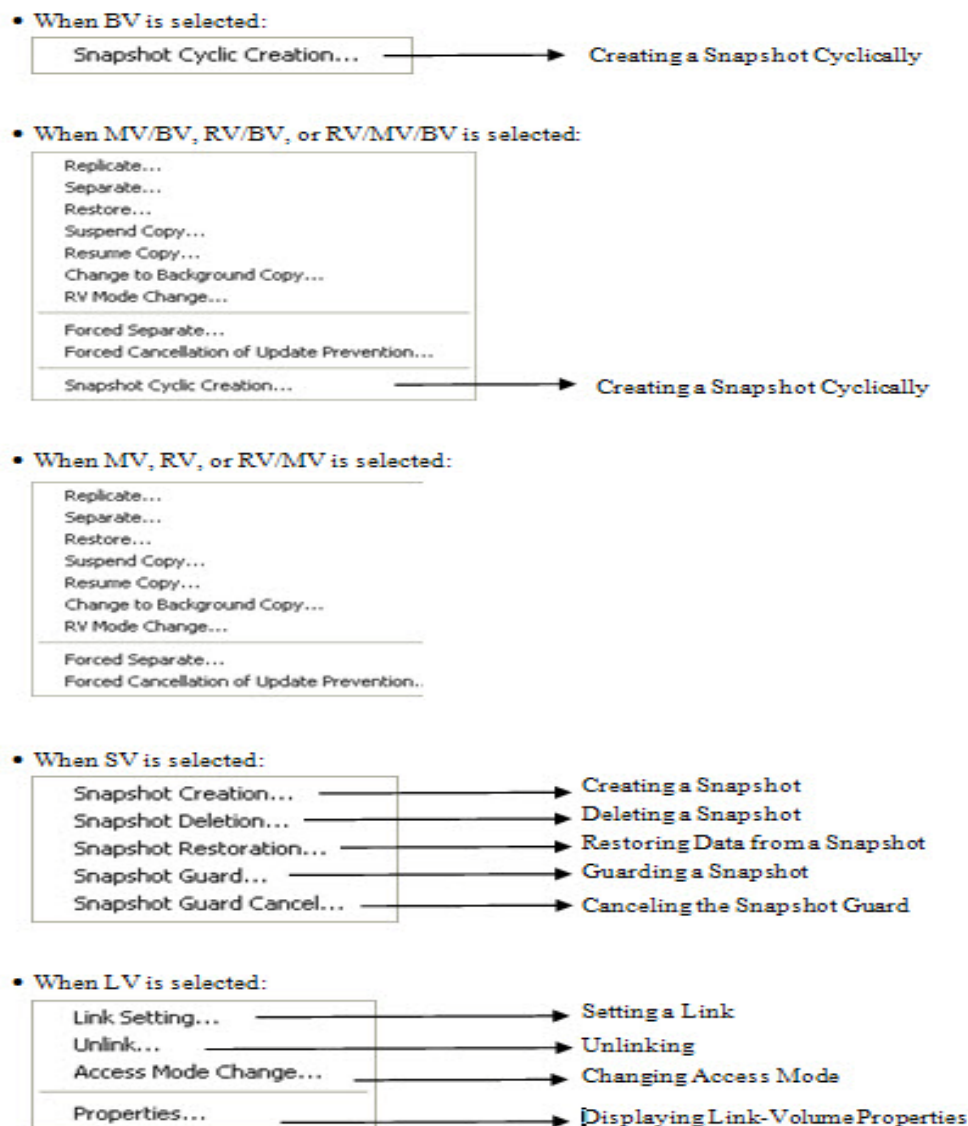 • When BV is selected:
Snapshot Cyclic Creation... Creating a Snapshot Cyclically
• When MV/BV, RV/BV, or RV/MV/BV is selected:
Replicate...
Separate...
Restore...
Suspend Copy...
Resume Copy...
Change to Background Copy...
RV Mode Change...
Forced Separate...
Forced Cancellation of Update Prevention...
Snapshot Cyclic Creation... Creating a Snapshot Cyclically
• When MV, RV, or RV/MV is selected:
Replicate...
Separate...
Restore...
Suspend Copy...
Resume Copy...
Change to Background Copy...
RV Mode Change...
Forced Separate...
Forced Cancellation of Update Prevention..
• When SV is selected:
Snapshot Creation... Creating a Snapshot
Snapshot Deletion... Deleting a Snapshot
Snapshot Restoration... Restoring Data from a Snapshot
Snapshot Guard... Guarding a Snapshot
Snapshot Guard Cancel... Canceling the Snapshot Guard
• When LV is selected:
Link Setting... Setting a Link
Unlink... Unlinking
Access Mode Change... Changing Access Mode
Properties... Displaying Link-Volume Properties